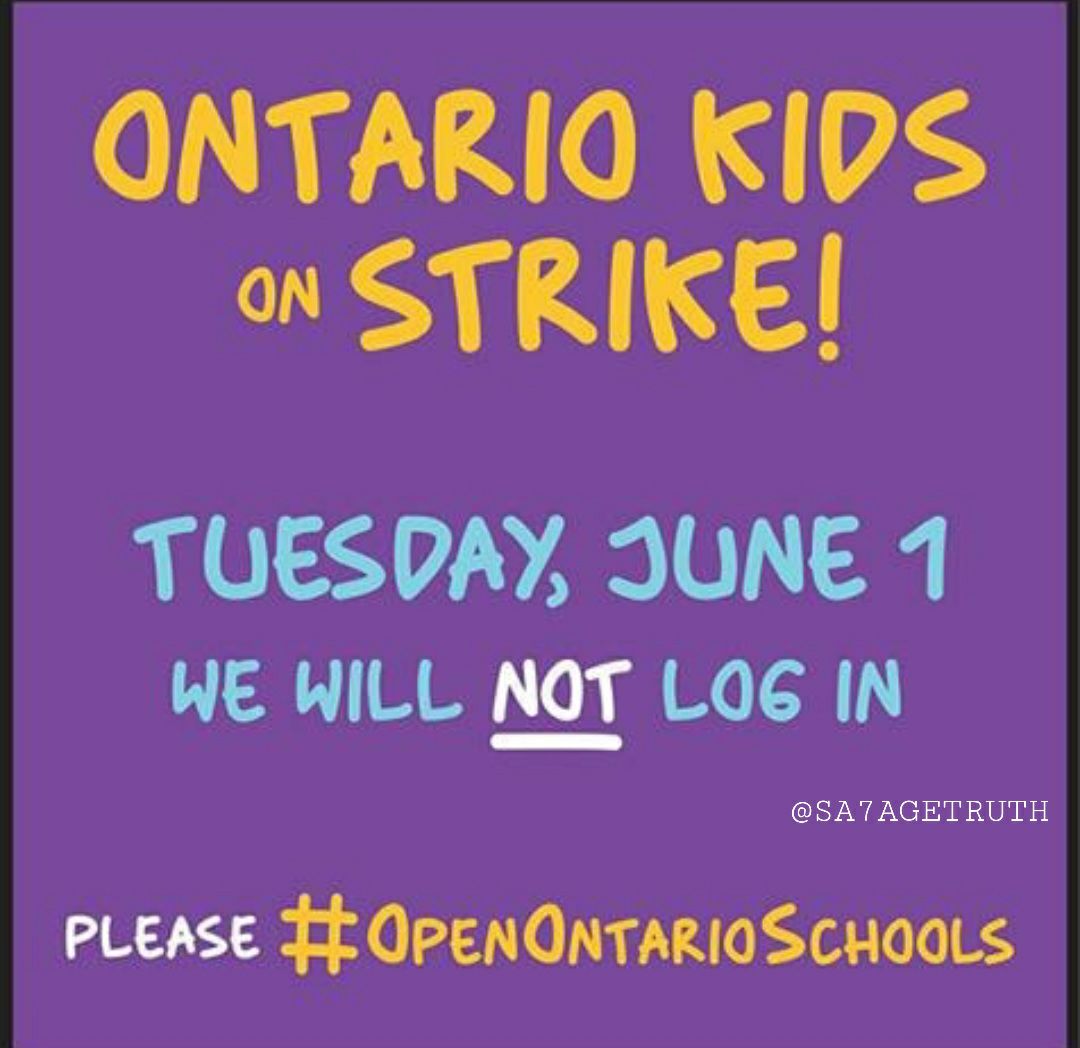 ONTARIO KIDS
ON STRIKE!
TUESDAY, JUNE 1
WE WILL NOT LOG IN
@SA7AGETRUTH
PLEASE #OPENONTARIOSCHOOLS